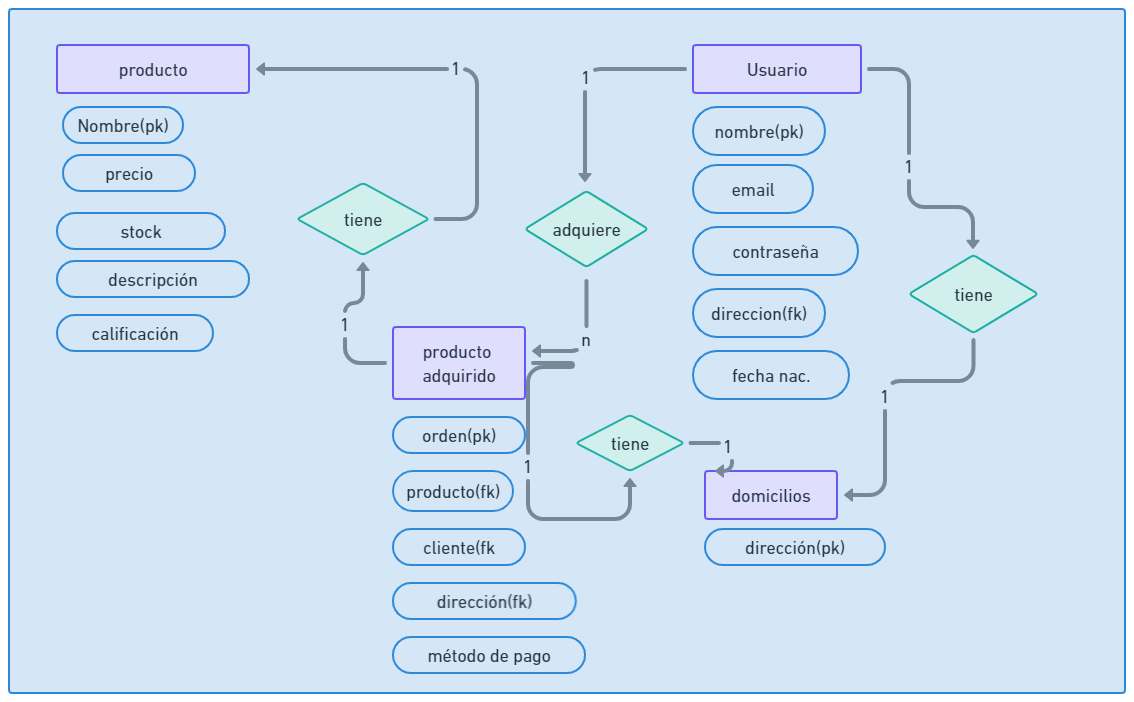 producto
Nombre(pk)
precio
stock
descripción
calificación
1
tiene
1
producto
adquirido
orden(pk)
producto(fk)
cliente(fk
dirección(fk)
método de pago
1
adquiere
n
1
tiene
1
Usuario
nombre(pk)
email
contraseña
direccion(fk)
fecha nac.
1
tiene
1
domicilios
dirección(pk)